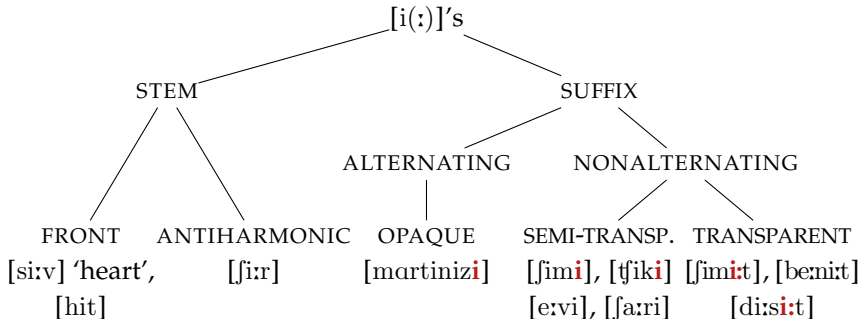 [i(ː)]'s
STEM SUFFIX
ALTERNATING NONALTERNATING
FRONT ANTIHARMONIC OPAQUE SEMI-TRANSP. TRANSPARENT
[siːv] ‘heart’, [ʃiːr] [mɑrtinizi] [ʃimi], [ʧiki] [ʃimiːt], [beːniːt]
[hit] [eːvi], [ʃaːri] [diːsiːt]